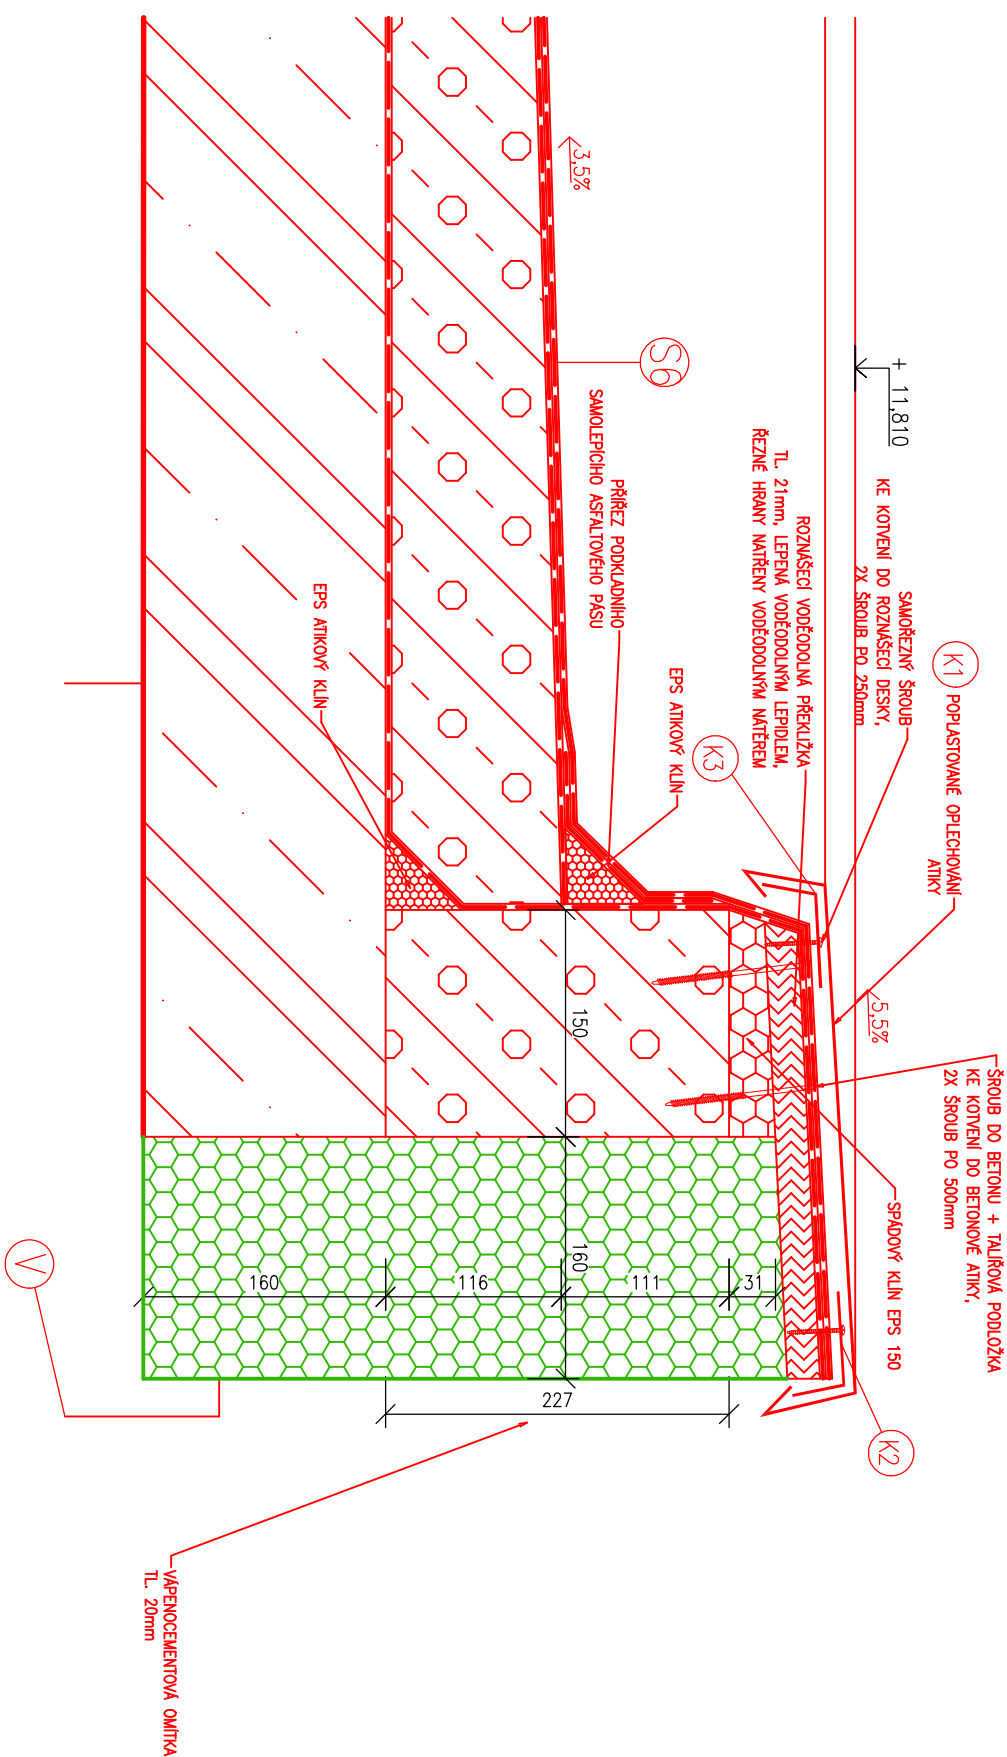 3,5%
S6
+ 11,810
SAMOŘEZNÝ ŠROUB
KE KOTVENÍ DO ROZNÁŠECÍ DESKY,
2X ŠROUB PO 250mm
ROZNÁŠECÍ VODĚODOLNÁ PŘEKLIŽKA
TL. 21mm, LEPENÁ VODĚODOLNÝM LEPIDLEM,
ŘEZNÉ HRANY NATŘENY VODĚODOLNÝM NÁTĚREM
PŘÍŘEZ PODKLADNÍHO
SAMOLEPÍCÍHO ASFALTOVÉHO PÁSU
EPS ATIKOVÝ KLÍN
EPS ATIKOVÝ KLÍN
K1
POPLASTOVANÉ OPLECHOVÁNÍ
ATIKY
K3
5,5%
ŠROUB DO BETONU + TALÍŘOVÁ PODLOŽKA
KE KOTVENÍ DO BETONOVÉ ATIKY,
2X ŠROUB PO 500mm
SPÁDOVÝ KLÍN EPS 150
150
160
160
116
111
31
227
K2
V
VÁPENOCEMENTOVÁ OMÍTKA
TL. 20mm